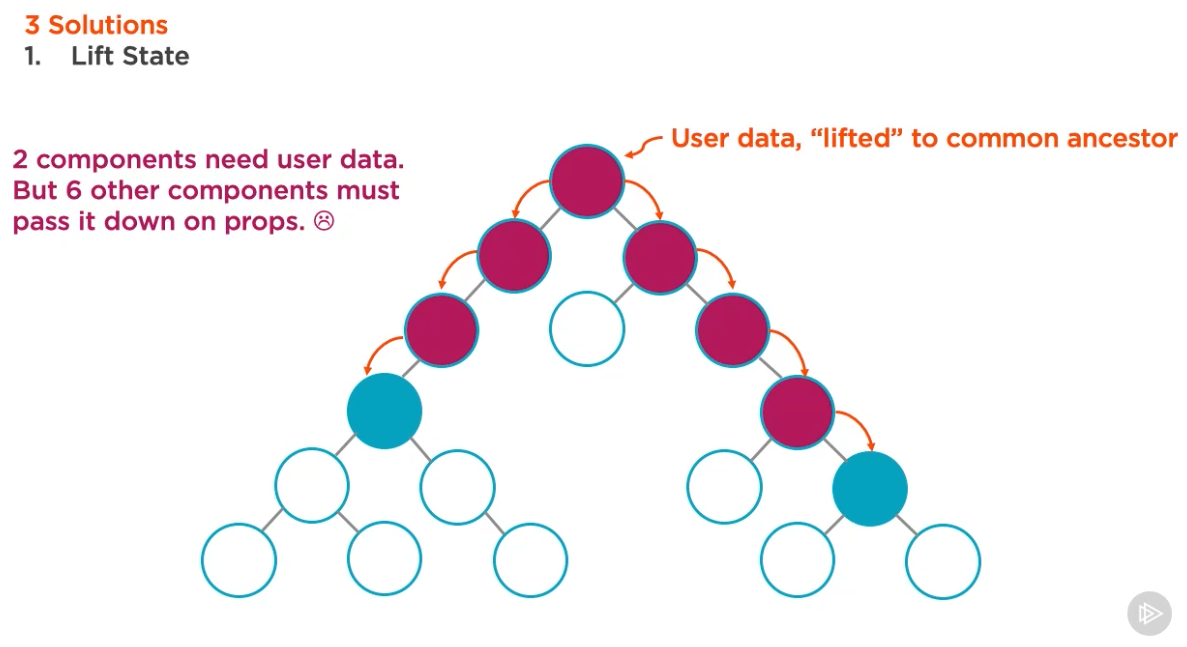 3 Solutions
1. Lift State
User data, “lifted” to common ancestor
2 components need user data.
But 6 other components must
pass it down on props. ☹